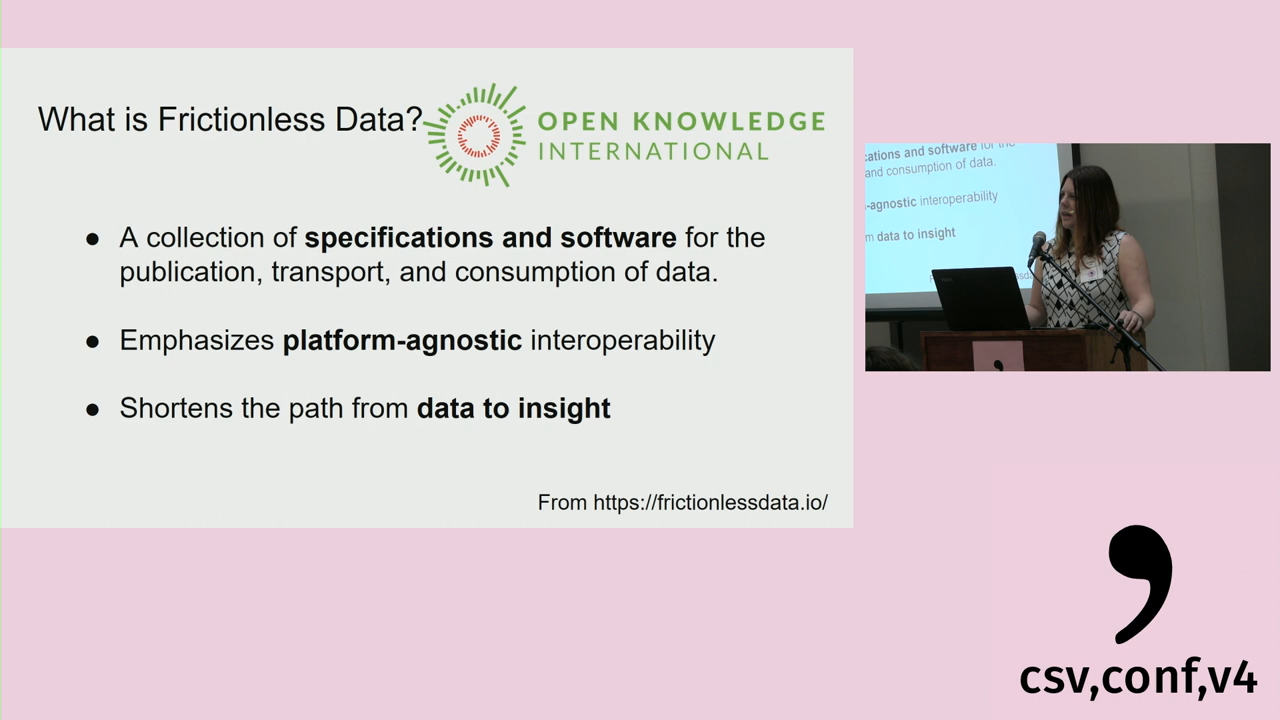 What is Frictionless Data?
OPEN KNOWLEDGE
INTERNATIONAL
● A collection of specifications and software for the
publication, transport, and consumption of data.
● Emphasizes platform-agnostic interoperability
● Shortens the path from data to insight
From https://frictionlessdata.io/
cations and software for the
and consumption of data.
-agnostic interoperability
m data to insight
csv,conf,v4